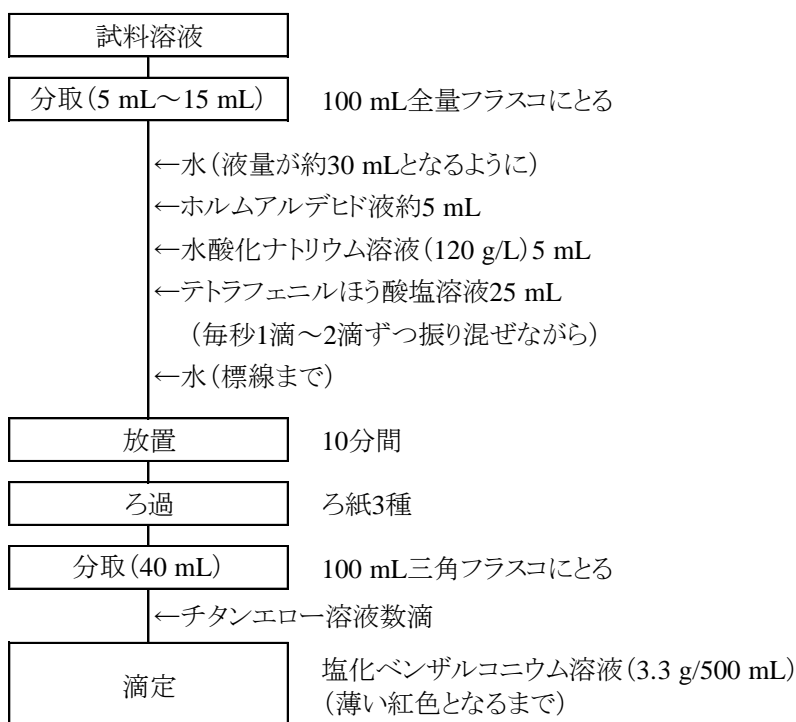 試料溶液
分取(5 mL～15 mL) 100 mL全量フラスコにとる
←水(液量が約30 mLとなるように)
←ホルムアルデヒド液約5 mL
←水酸化ナトリウム溶液(120 g/L)5 mL
←テトラフェニルほう酸塩溶液25 mL
(毎秒1滴～2滴ずつ振り混ぜながら)
←水(標線まで)
放置 10分間
ろ過 ろ紙3種
分取(40 mL) 100 mL三角フラスコにとる
←チタンエロー溶液数滴
滴定 塩化ベンザルコニウム溶液(3.3 g/500 mL)
(薄い紅色となるまで)